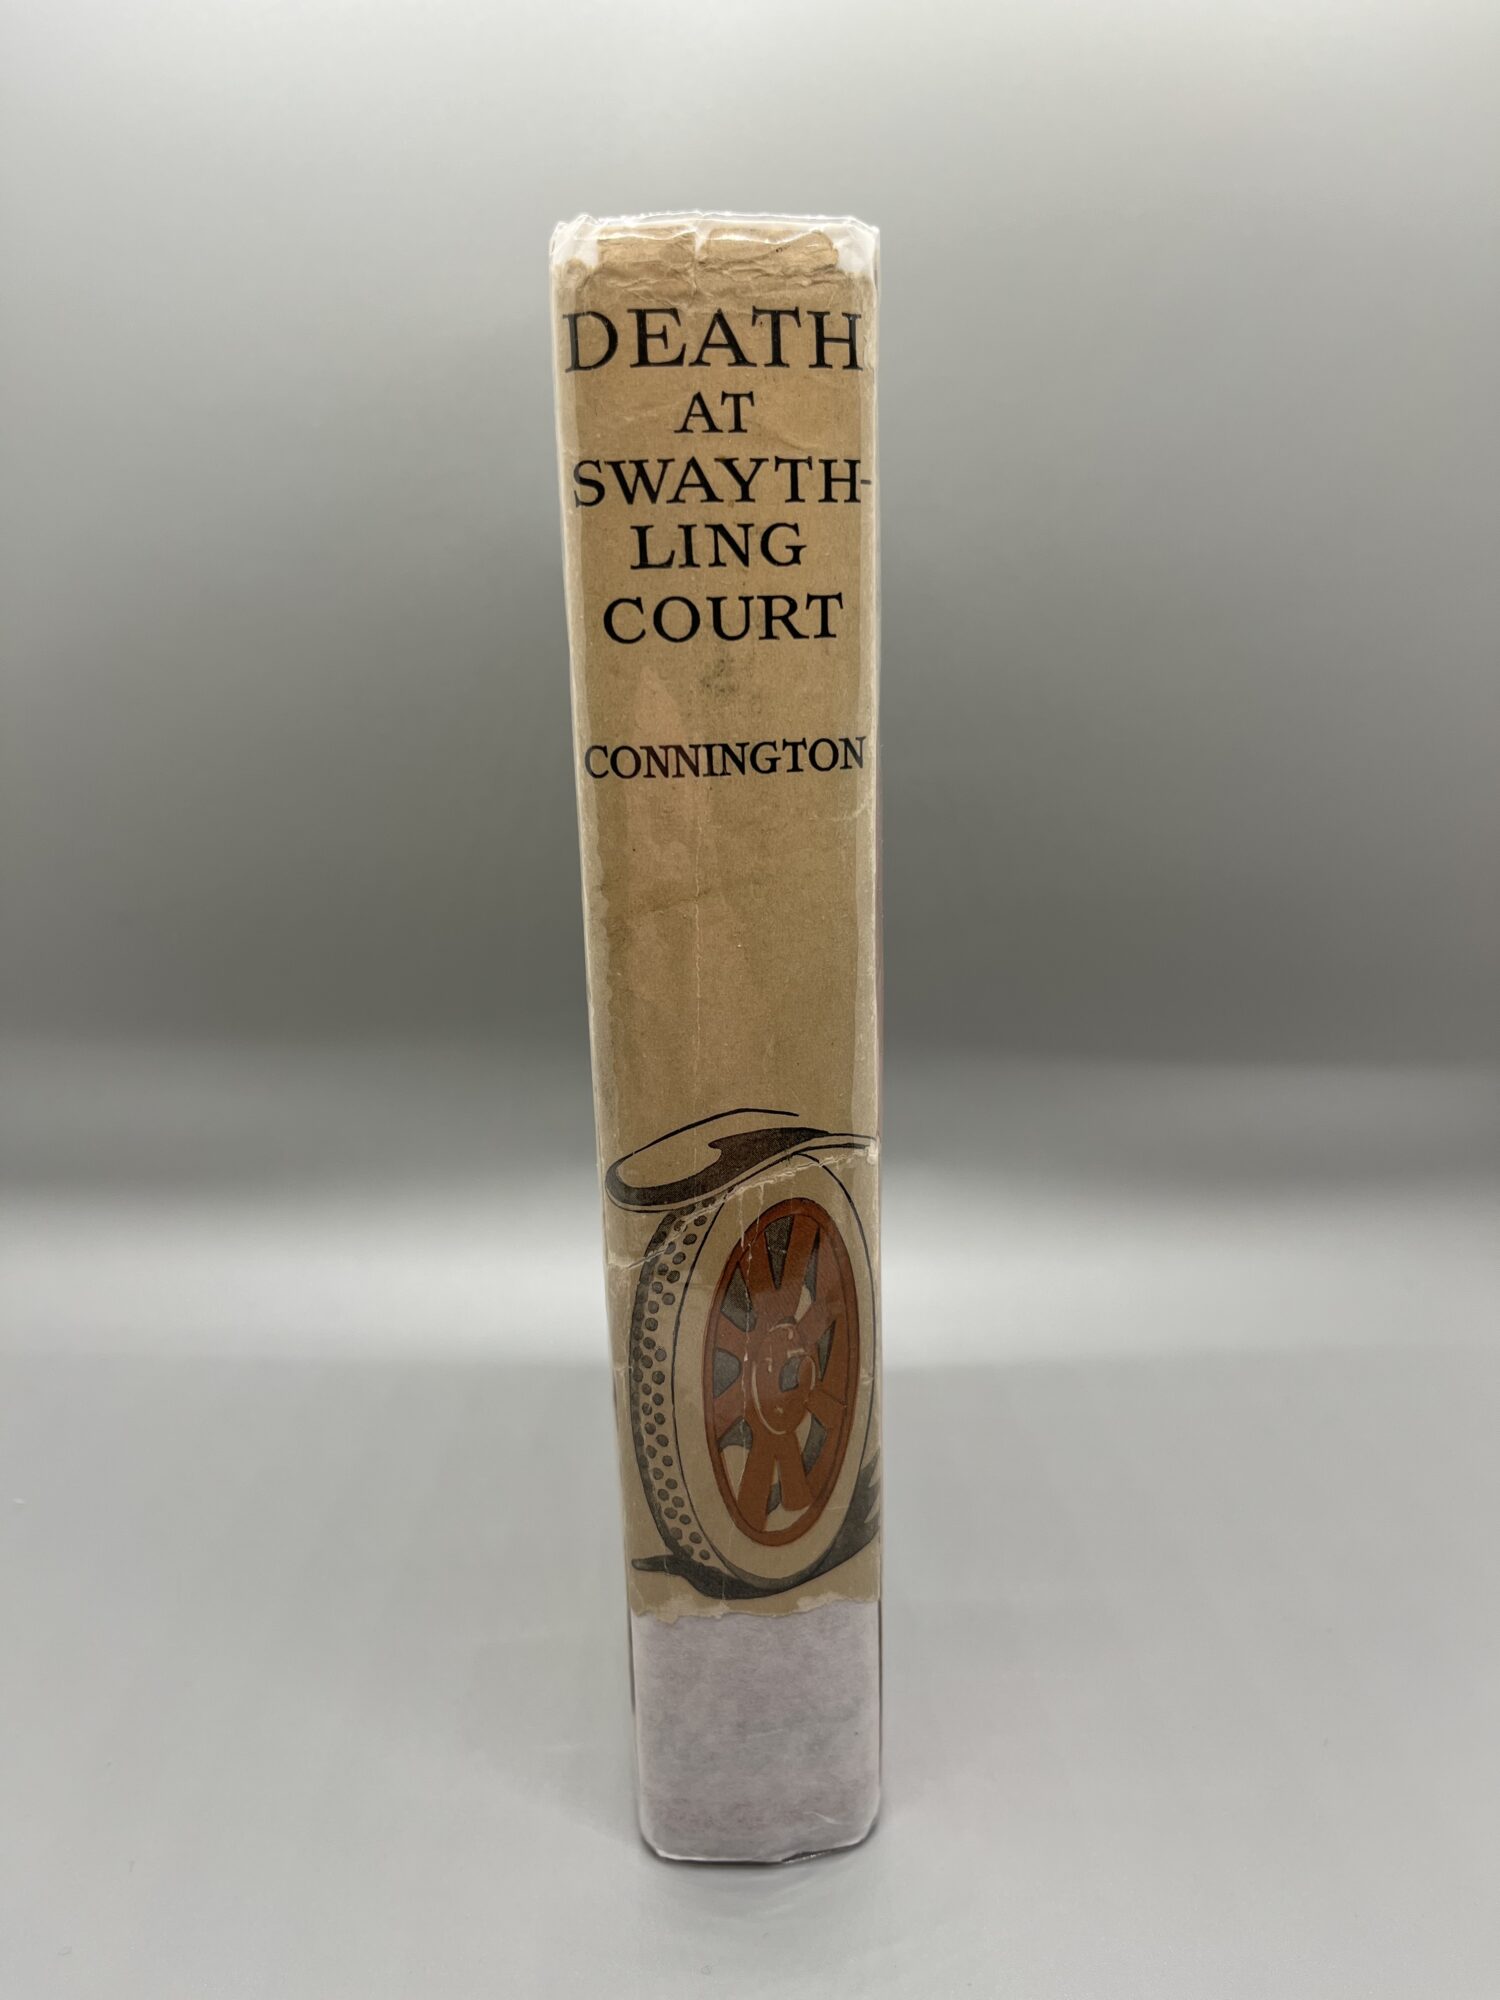 DEATH
AT
SWAYTH-
LING
COURT
CONNINGTON